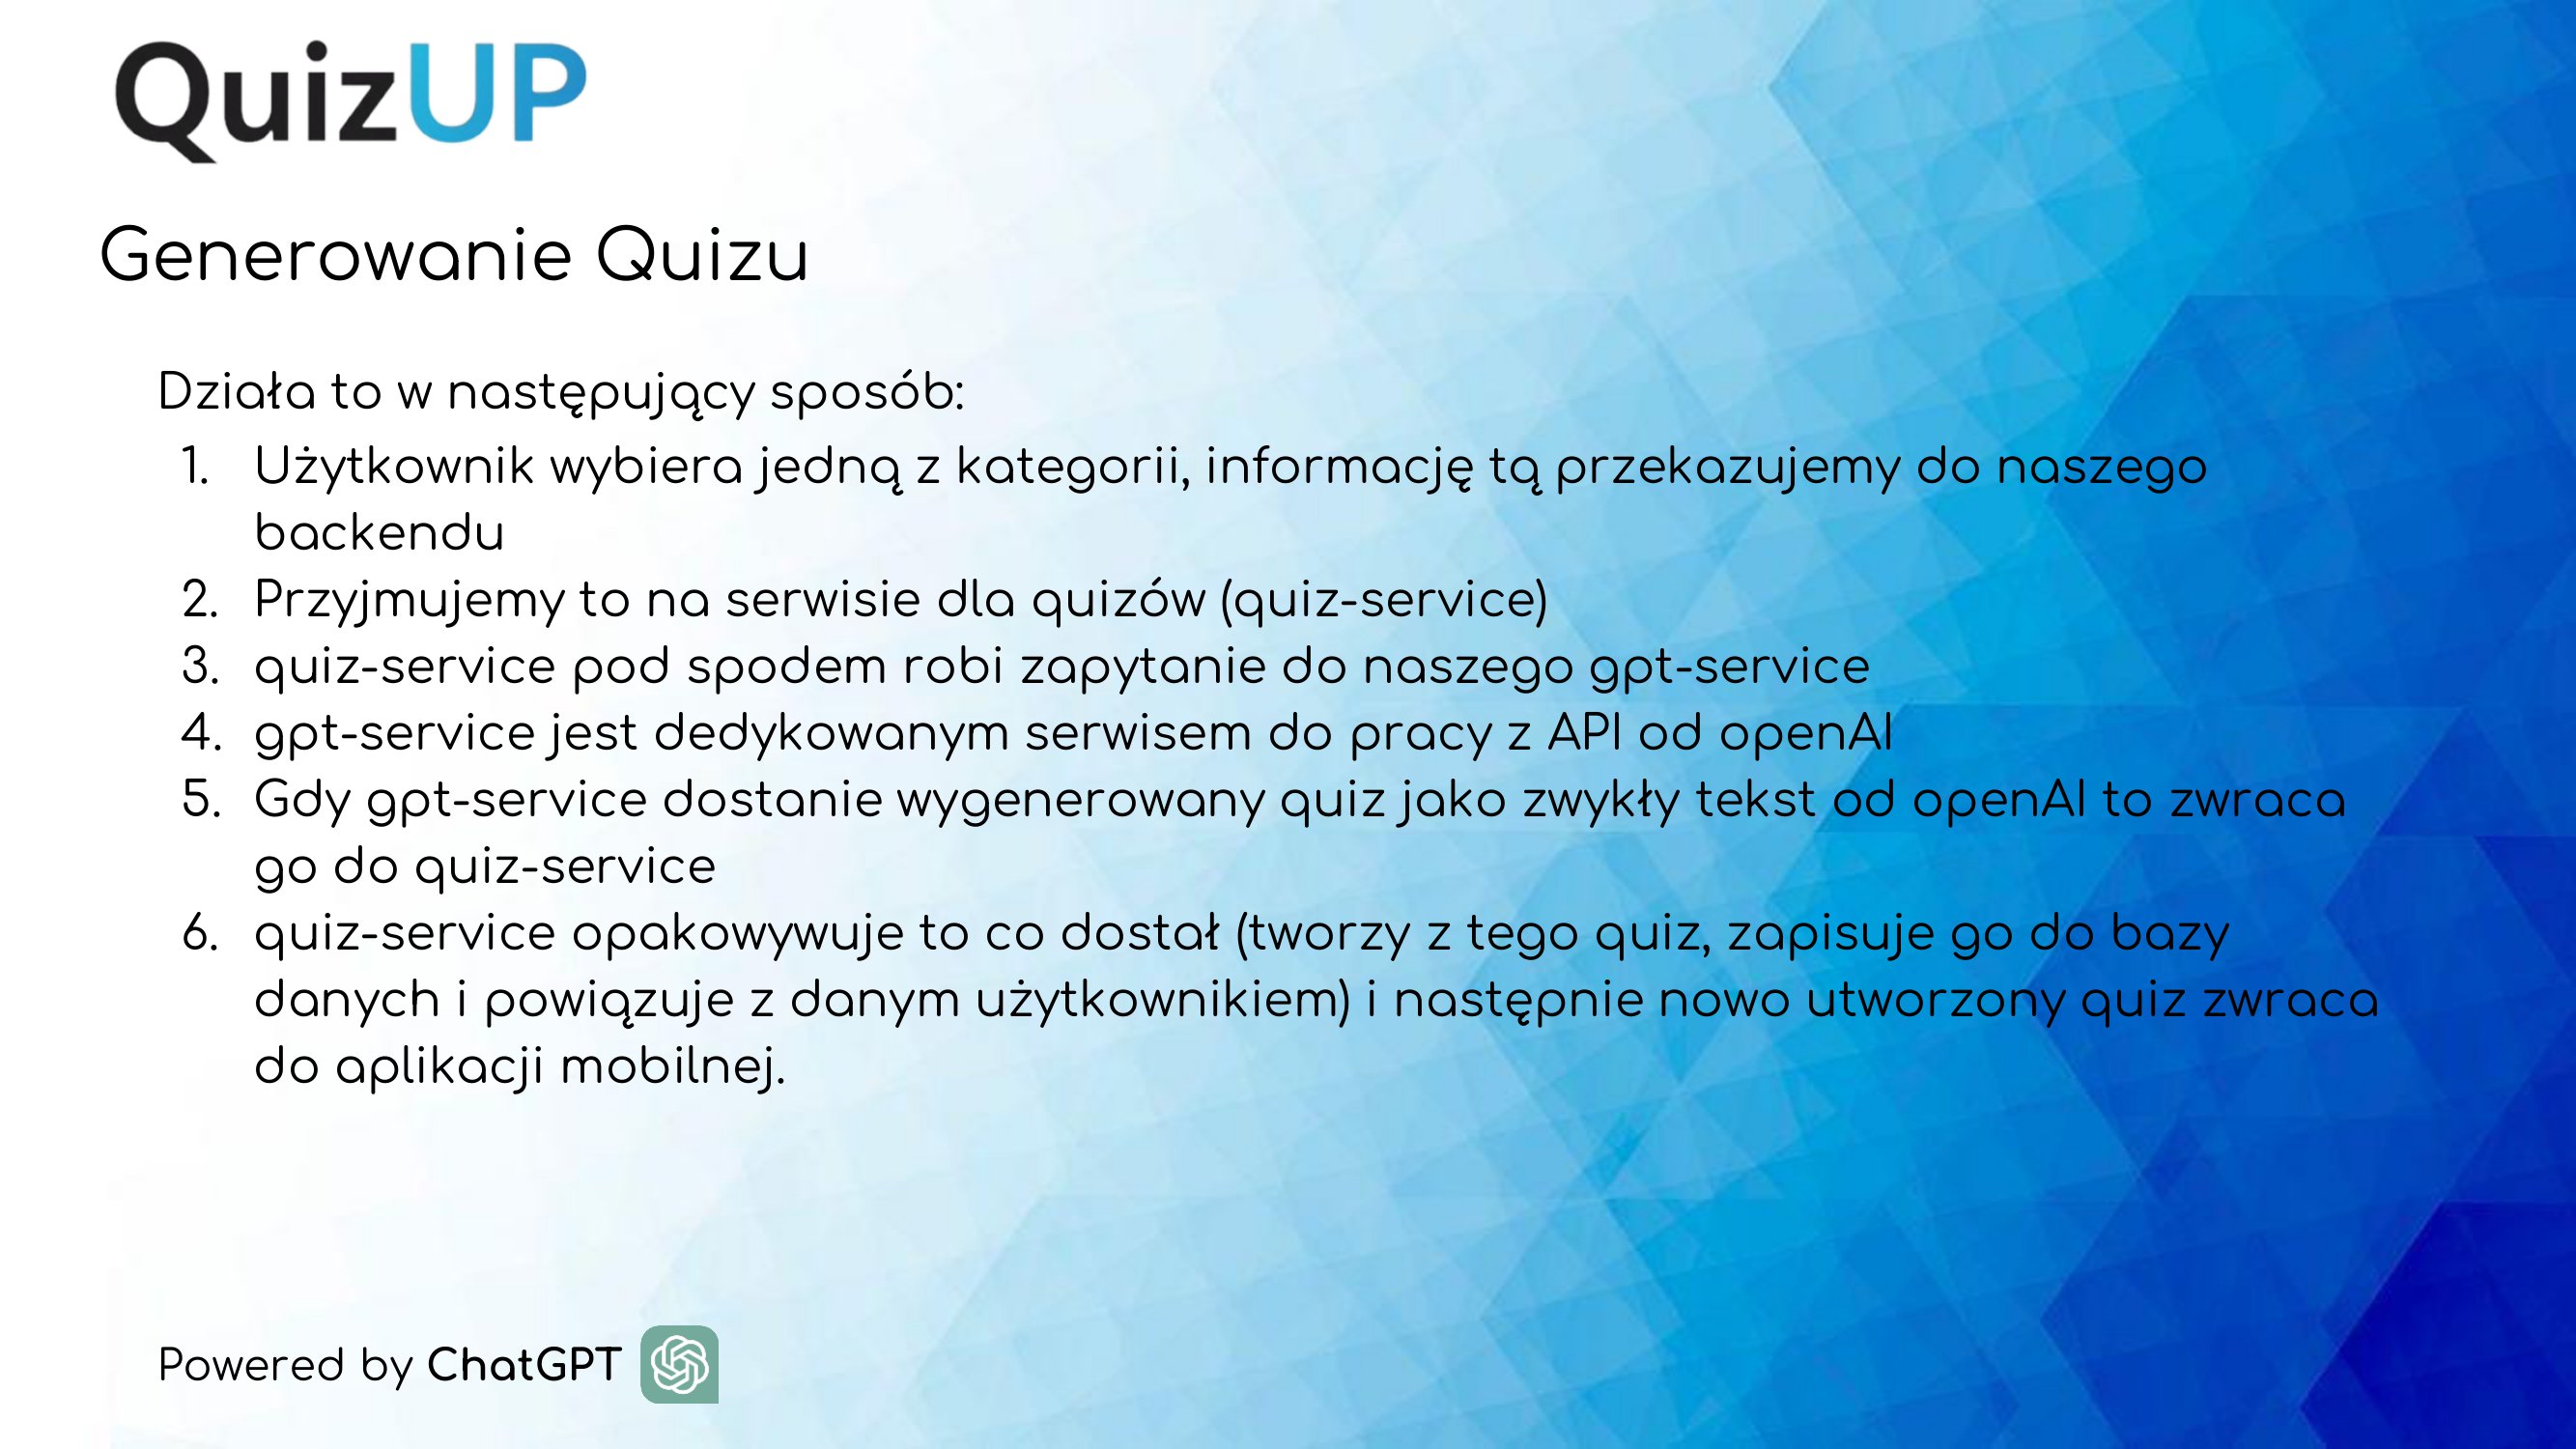 QuizUP
Generowanie Quizu
Działa to w następujący sposób:
1. Użytkownik wybiera jedną z kategorii, informację tą przekazujemy do naszego
backendu
2. Przyjmujemy to na serwisie dla quizów (quiz-service)
3. quiz-service pod spodem robi zapytanie do naszego gpt-service
4. gpt-service jest dedykowanym serwisem do pracy z API od openAI
5. Gdy gpt-service dostanie wygenerowany quiz jako zwykły tekst od openAI to zwraca
go do quiz-service
6. quiz-service opakowywuje to co dostał (tworzy z tego quiz, zapisuje go do bazy
danych i powiązuje z danym użytkownikiem) i następnie nowo utworzony quiz zwraca
do aplikacji mobilnej.
Powered by ChatGPT